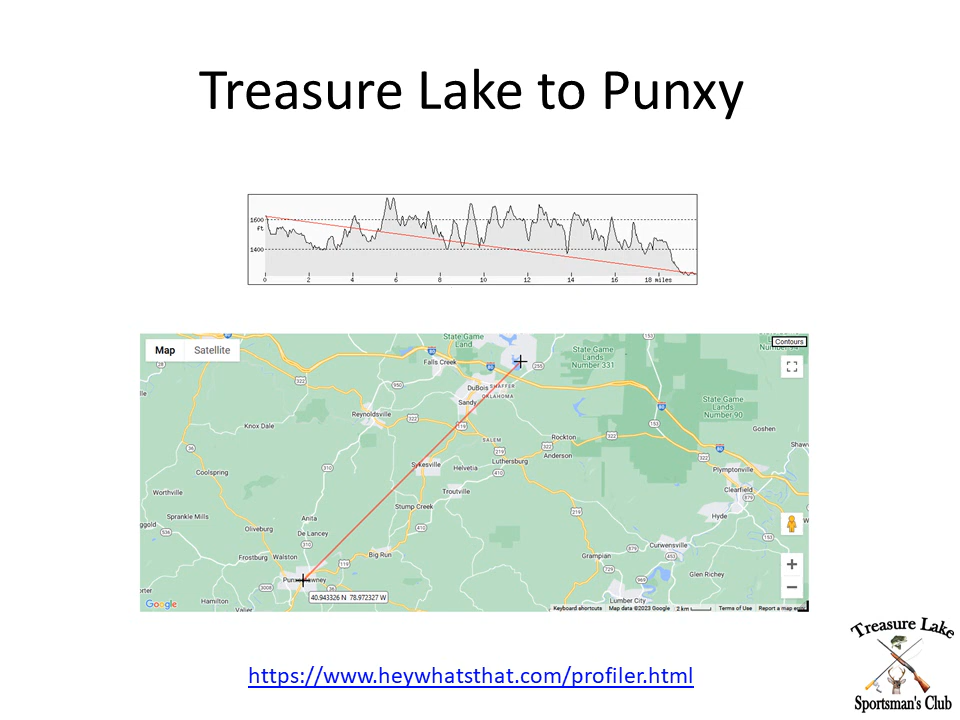 Treasure Lake to Punxy
1600
ft
1400
0 2 4 6 8 10 12 14 16 18 miles
Map Satellite
State Game
Land
Contours
Falls Creek
State Game
Lands
Number 331
DuBois
SHAFFER
OKLAHOMA
Sandy
State Game
Lands
Number 90
Reynoldsville
Knox Dale
SALEM
Rockton
Goshen
Anderson
Luthersburg
Sykesville
Helvetia
Plymptonville
Coolspring
Clearfield
Worthville
Troutville
Stump Creek
Hyde
Sprankle Mills
Anita
Oliveburg
De Lancey
Curwensville
Frostburg Walston
Big Run
Grampian
Glen Richey
40.943326 N 78.972327 W
Hamilton
Valier
Lumber City
Google
Keyboard shortcuts Map data ©2023 Google 2 km Terms of Use
https://www.heywhatsthat.com/profiler.html
Treasure Lake
Sportsman's Club